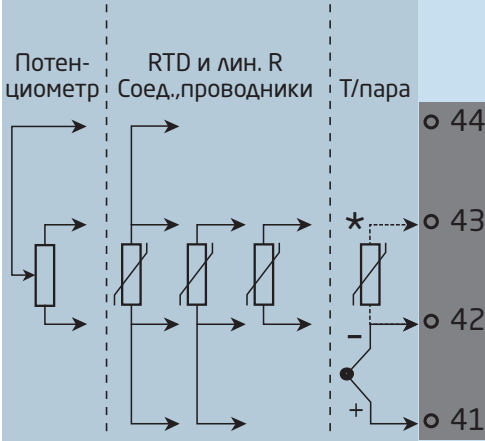 Потен-
циометр
RTD и лин. R
Соед.,проводники
Т/пара
44
* 43
42
–
+ 41